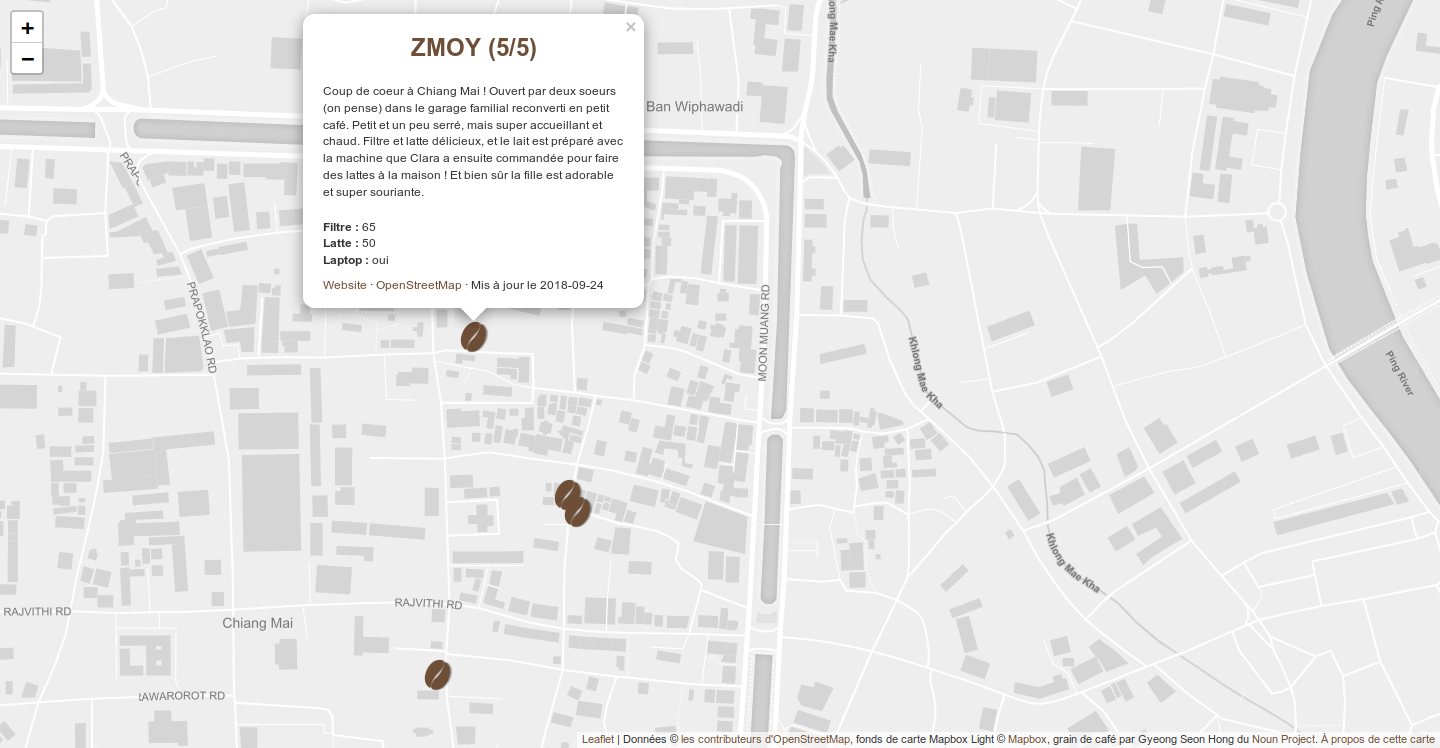 +
−
×
ZMOY (5/5)
Coup de coeur à Chiang Mai ! Ouvert par deux soeurs
(on pense) dans le garage familial reconverti en petit
café. Petit et un peu serré, mais super accueillant et
chaud. Filtre et latte délicieux, et le lait est préparé avec
la machine que Clara a ensuite commandée pour faire
des lattes à la maison ! Et bien sûr la fille est adorable
et super souriante.
Filtre : 65
Latte : 50
Laptop : oui
Website · OpenStreetMap · Mis à jour le 2018-09-24
Ban Wiphawadi
PRAPOKKLAO RD
MOON MUANG RD
Khlong Mae Kha
Ping River
Khlong Mae Kha
RAJVITHI RD
RAJVITHI RD
Chiang Mai
Leaflet | Données © les contributeurs d'OpenStreetMap, fonds de carte Mapbox Light © Mapbox, grain de café par Gyeong Seon Hong du Noun Project. À propos de cette carte